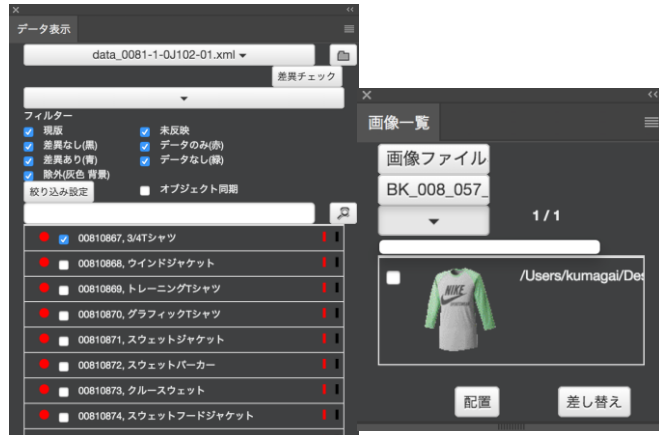 データ表示
data_0081-1-0J102-01.xml
差異チェック
フィルター
現版
未反映
差異なし(黒)
データのみ(赤)
差異あり(青)
データなし(緑)
除外(灰色 背景)
絞り込み設定
オブジェクト同期
00810867, 3/4Tシャツ
00810868, ウインドジャケット
00810869, トレーニングTシャツ
00810870, グラフィックTシャツ
00810871, スウェットジャケット
00810872, スウェットパーカー
00810873, クルースウェット
00810874, スウェットフードジャケット
画像一覧
画像ファイル
BK_008_057_
1/1
/Users/kumagai/Des
NIKE
配置
差し替え